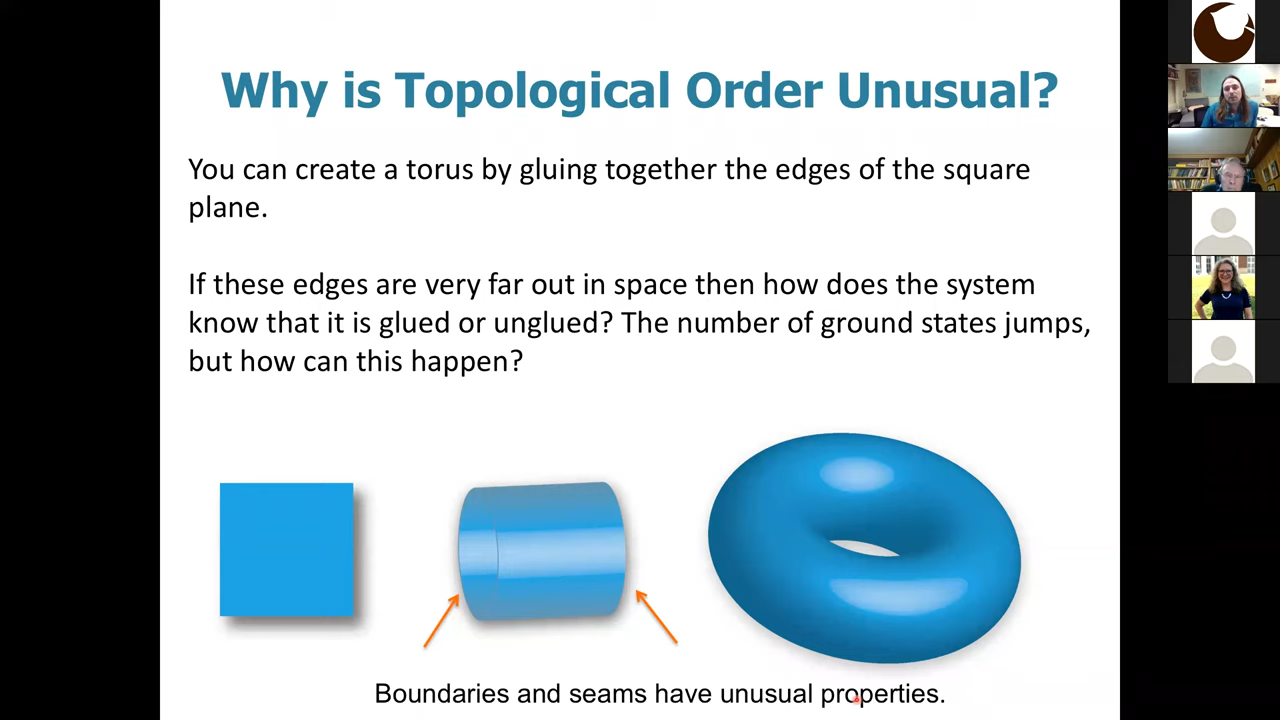 Why is Topological Order Unusual?
You can create a torus by gluing together the edges of the square
plane.
If these edges are very far out in space then how does the system
know that it is glued or unglued? The number of ground states jumps,
but how can this happen?
Boundaries and seams have unusual properties.